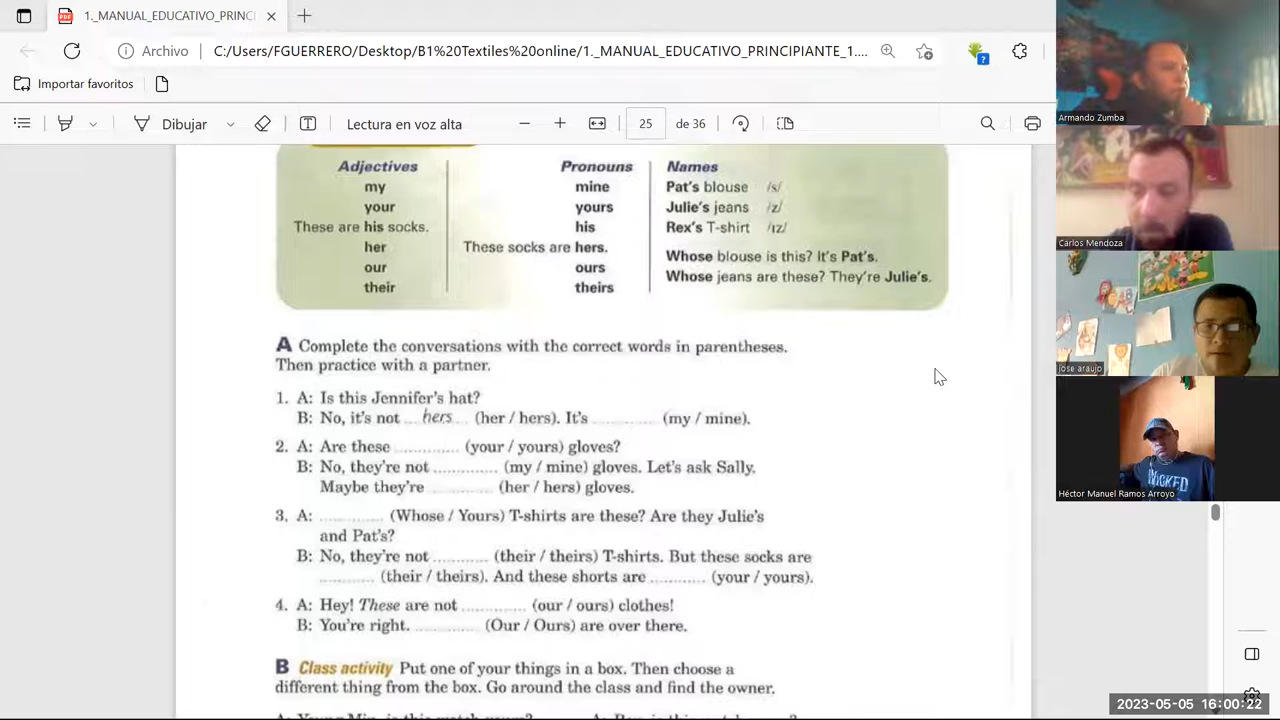 1._MANUAL_EDUCATIVO_PRINCI
Archivo
C:/Users/FGUERRERO/Desktop/B1%20Textiles%20online/1._MANUAL_EDUCATIVO_PRINCIPIANTE_1....
Importar favoritos
Dibujar
Lectura en voz alta
25
de 36
Adjectives
Pronouns
Names
my
mine
Pat's blouse /s/
your
yours
Julie's jeans /z/
These are his socks.
his
Rex's T-shirt /ɪz/
her
These socks are hers.
Whose blouse is this? It's Pat's.
our
ours
Whose jeans are these? They're Julie's.
their
theirs
A Complete the conversations with the correct words in parentheses.
Then practice with a partner.
1. A: Is this Jennifer's hat?
B: No, it's not ...hers... (her / hers). It's ............. (my / mine).
2. A: Are these ............. (your / yours) gloves?
B: No, they're not ............. (my / mine) gloves. Let's ask Sally.
Maybe they're ............. (her / hers) gloves.
3. A: ............. (Whose / Yours) T-shirts are these? Are they Julie's
and Pat's?
B: No, they're not ............. (their / theirs) T-shirts. But these socks are
............. (their / theirs). And these shorts are ............. (your / yours).
4. A: Hey! These are not ............. (our / ours) clothes!
B: You're right. ............. (Our / Ours) are over there.
B Class activity Put one of your things in a box. Then choose a
different thing from the box. Go around the class and find the owner.
Armando Zumba
Carlos Mendoza
jose araujo
Héctor Manuel Ramos Arroyo
2023-05-05 16:00:22